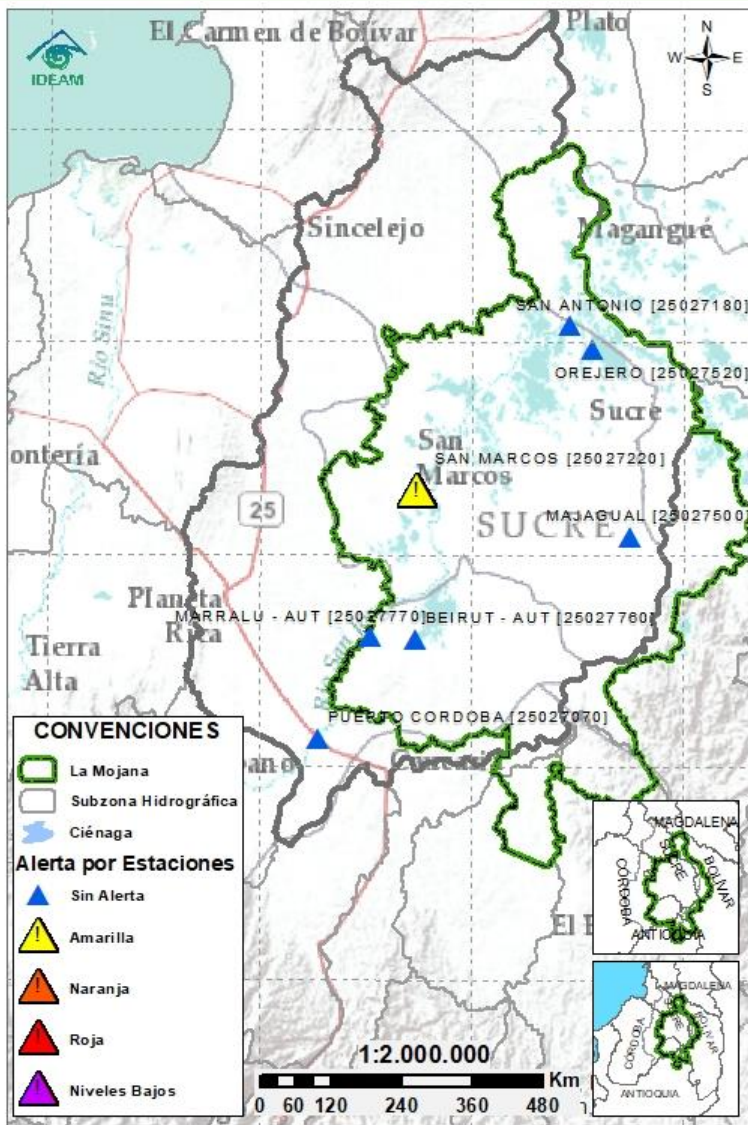 Plato
El Carmen de Bolívar
N
W E
S
IDEAM
Sincelejo
Magangué
SAN ANTONIO [25027180]
Río Sinú
OREJERO [25027520]
Sucre
ontería
San
Marcos
SAN MARCOS [25027220]
25
SUCRE
MAJAGUAL [25027500]
Planeta
Rica
MARRALU - AUT [25027770]
BEIRUT - AUT [25027760]
Tierra
Alta
PUERTO CORDOBA [25027070]
CONVENCIONES
La Mojana
Subzona Hidrográfica
Ciénaga
Alerta por Estaciones
Sin Alerta
Amarilla
Naranja
Roja
Niveles Bajos
MAGDALENA
SUCRE
BOLIVAR
CÓRDOBA
ANTIOQUIA
MAGDALENA
CÓRDOBA
BOLIVAR
ANTIOQUIA
1:2.000.000
Km
0 60 120 240 360 480